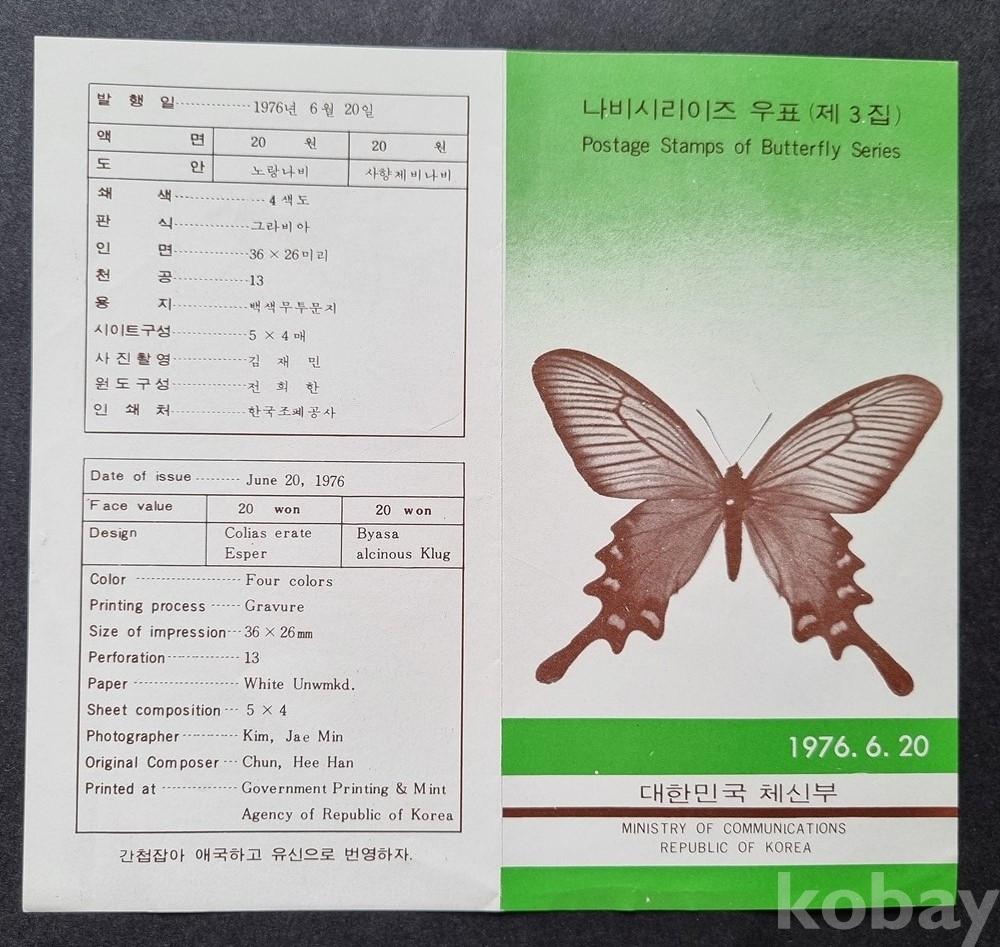 발 행 일 1976년 6월 20일
액 면 20 원 20 원
도 안 노랑나비 사향제비나비
쇄 색 4색도
판 식 그라비아
인 면 36 × 26미리
천 공 13
용 지 백색무투문지
시이트구성 5 × 4매
사진촬영 김 재 민
원도구성 전 희 한
인 쇄 처 한국조폐공사
Date of issue June 20, 1976
Face value 20 won 20 won
Design Colias erate Byasa
Esper alcinous Klug
Color Four colors
Printing process Gravure
Size of impression 36 × 26mm
Perforation 13
Paper White Unwmkd.
Sheet composition 5 × 4
Photographer Kim, Jae Min
Original Composer Chun, Hee Han
Printed at Government Printing & Mint
Agency of Republic of Korea
간첩잡아 애국하고 유신으로 번영하자.
나비시리이즈 우표 (제 3 집)
Postage Stamps of Butterfly Series
1976. 6. 20
대한민국 체신부
MINISTRY OF COMMUNICATIONS
REPUBLIC OF KOREA
kobay